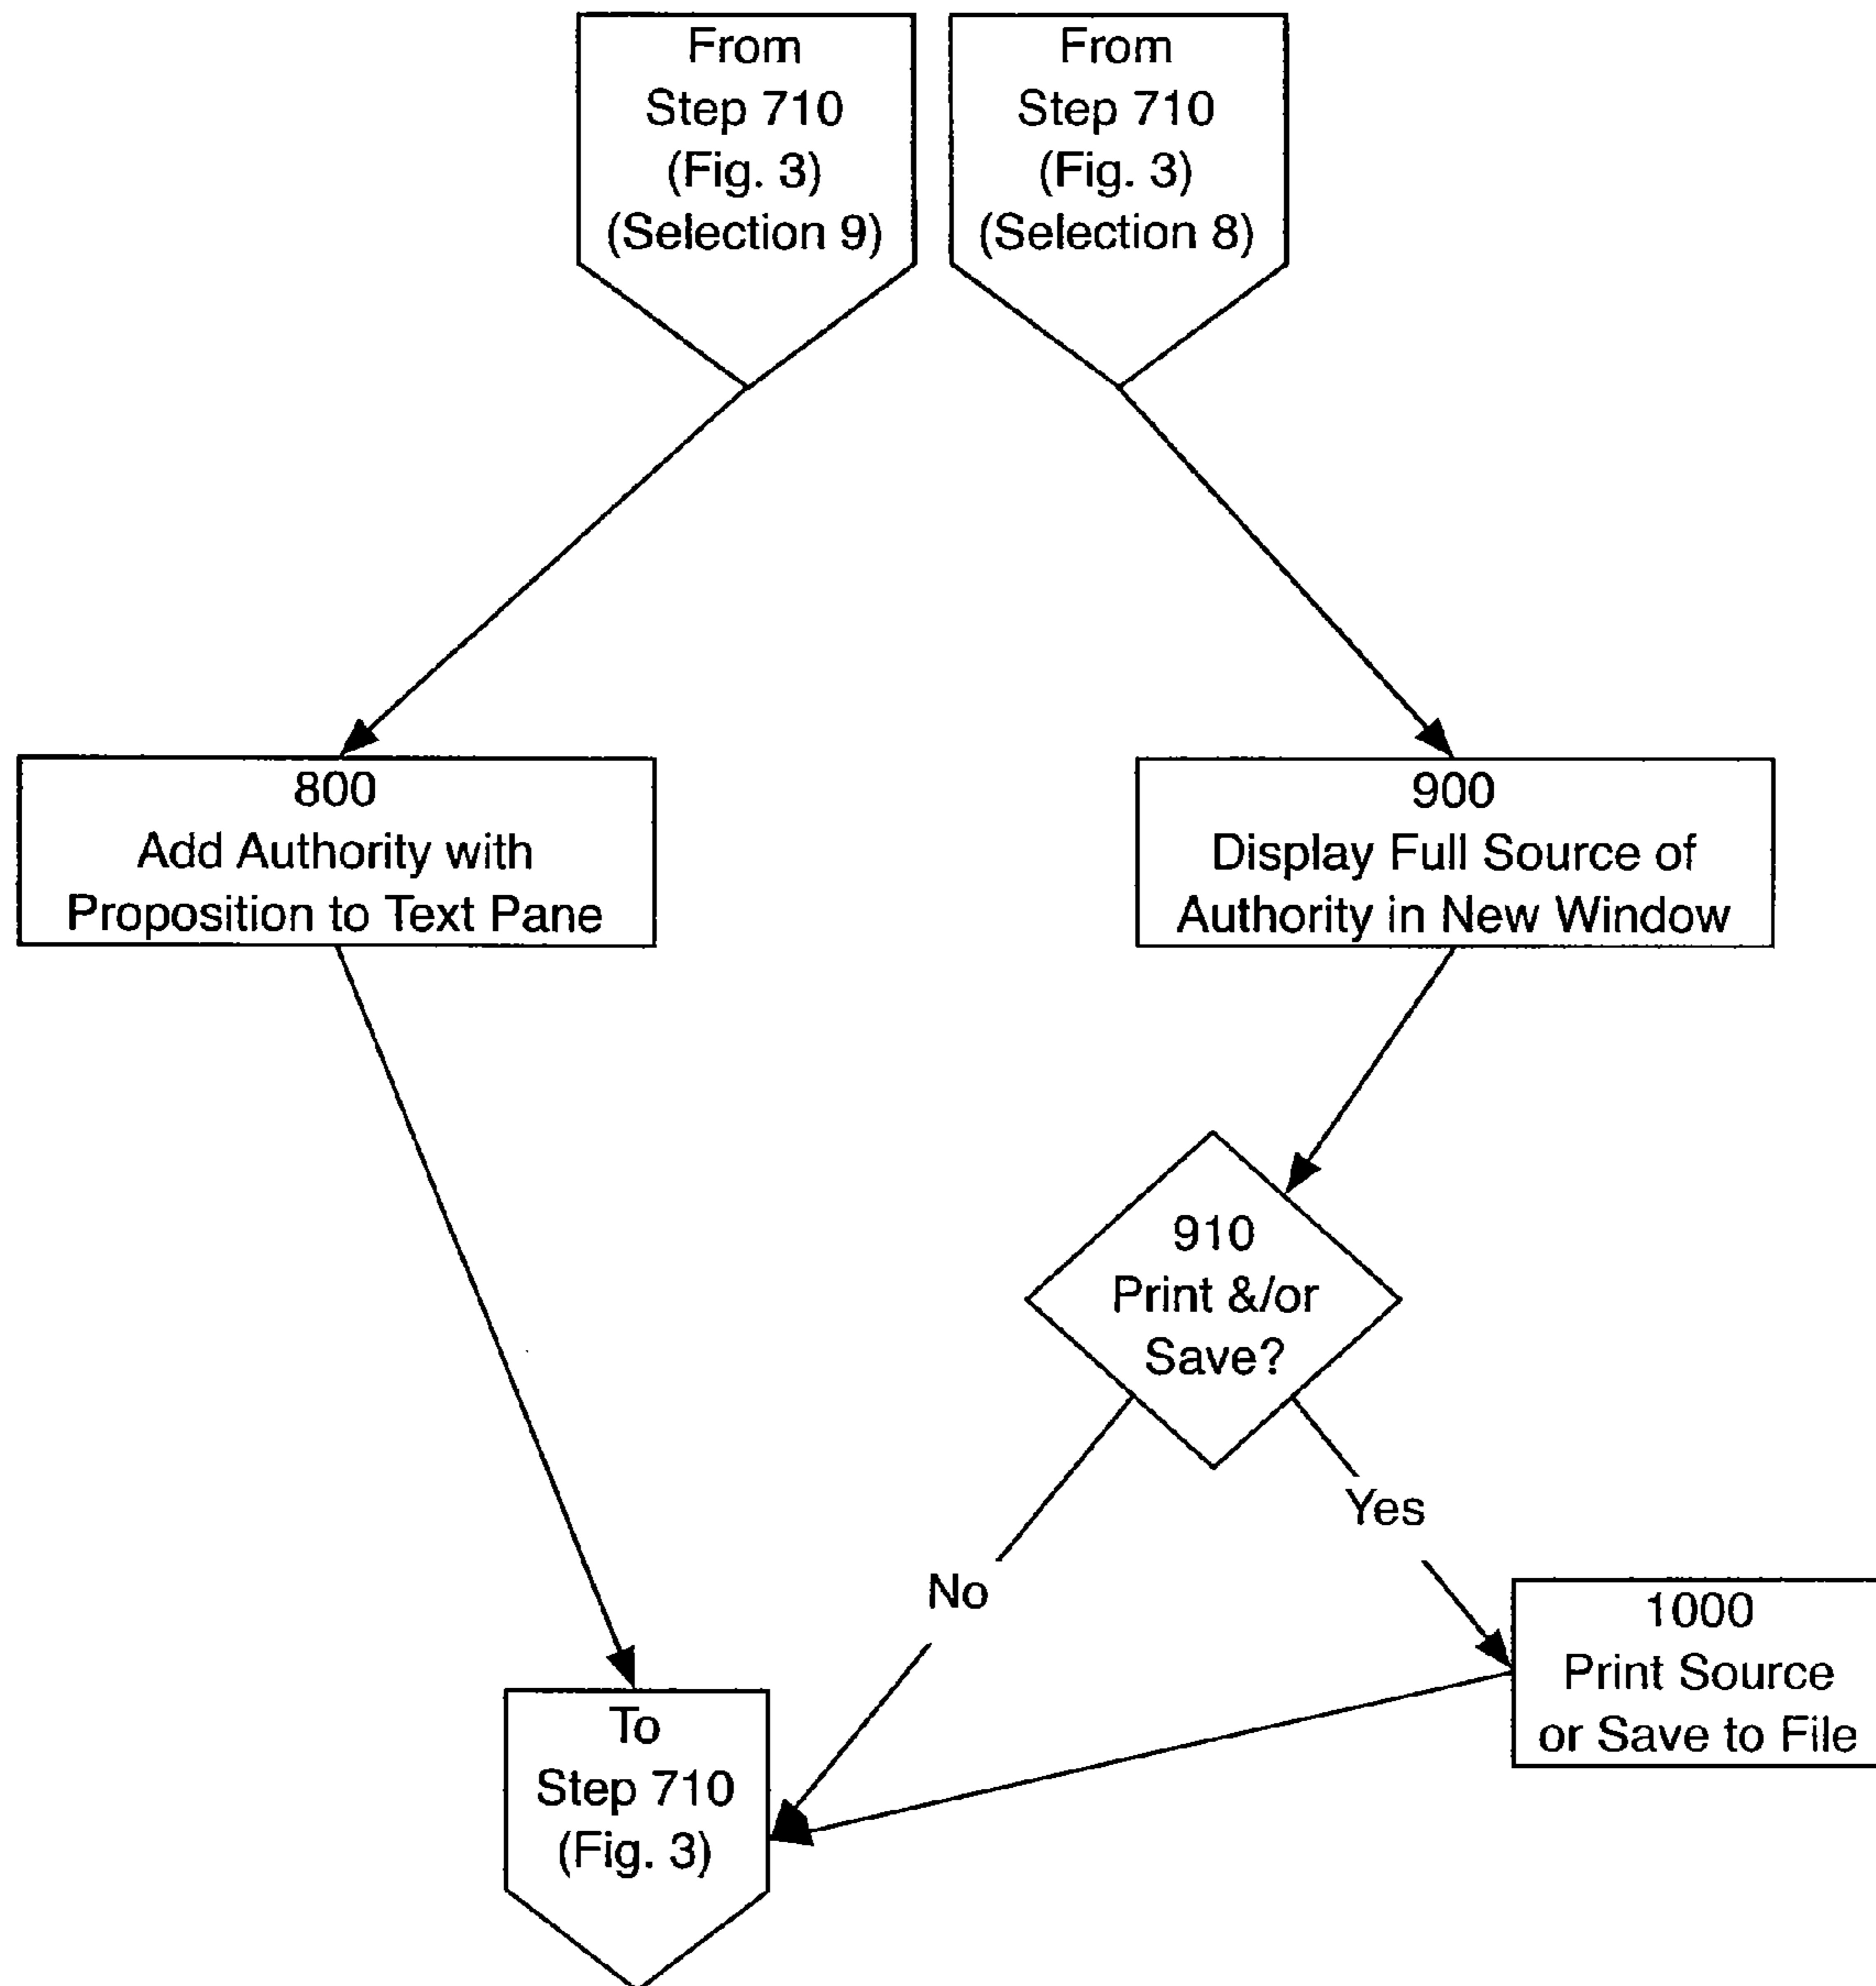 From
Step 710
(Fig. 3)
(Selection 9)
From
Step 710
(Fig. 3)
(Selection 8)
800
Add Authority with
Proposition to Text Pane
900
Display Full Source of
Authority in New Window
910
Print &/or
Save?
Yes
No
1000
Print Source
or Save to File
To
Step 710
(Fig. 3)